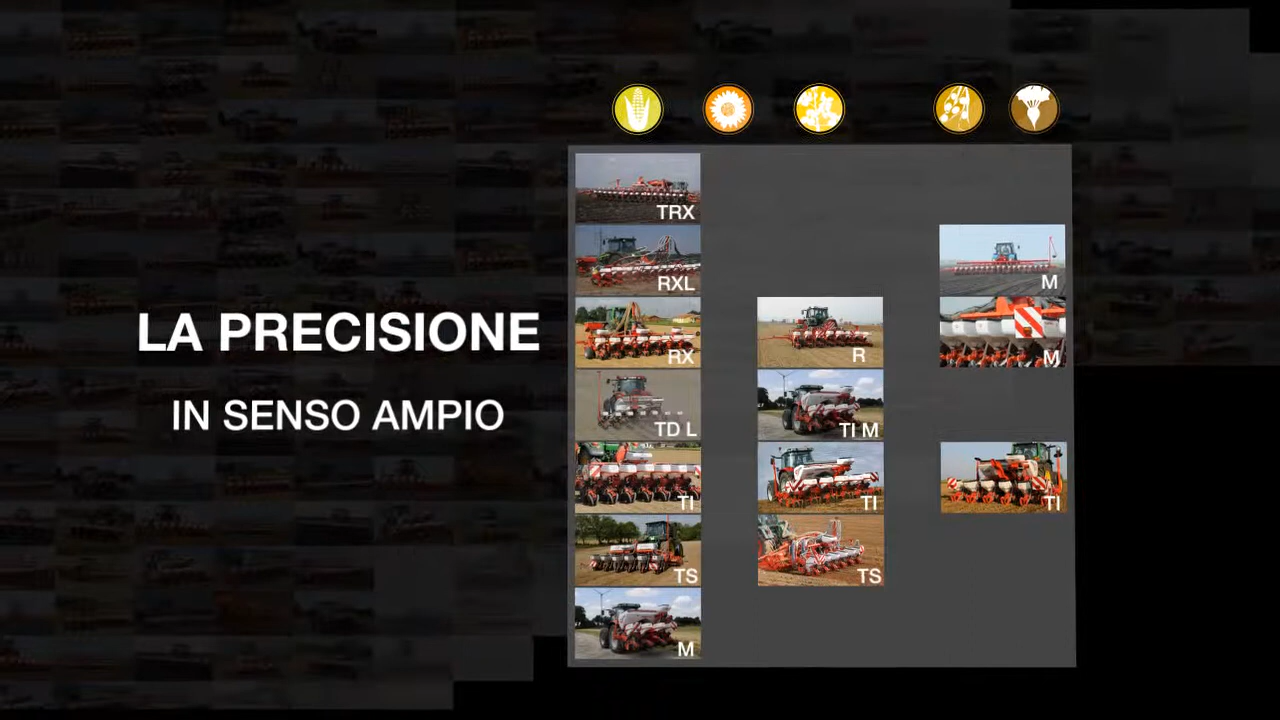 LA PRECISIONE
IN SENSO AMPIO
TRX
RXL
RX
TD L
TI
TS
M
R
TI M
TI
TS
M
M
TI